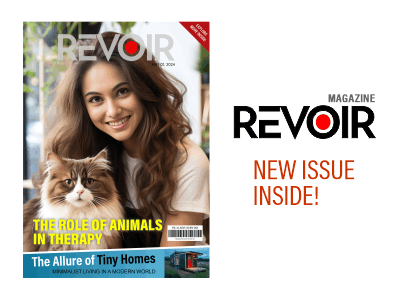 REVOIR
THE ROLE OF ANIMALS
IN THERAPY
The Allure of Tiny Homes
MINIMALIST LIVING IN A MODERN WORLD
MAGAZINE
REVOIR
NEW ISSUE
INSIDE!